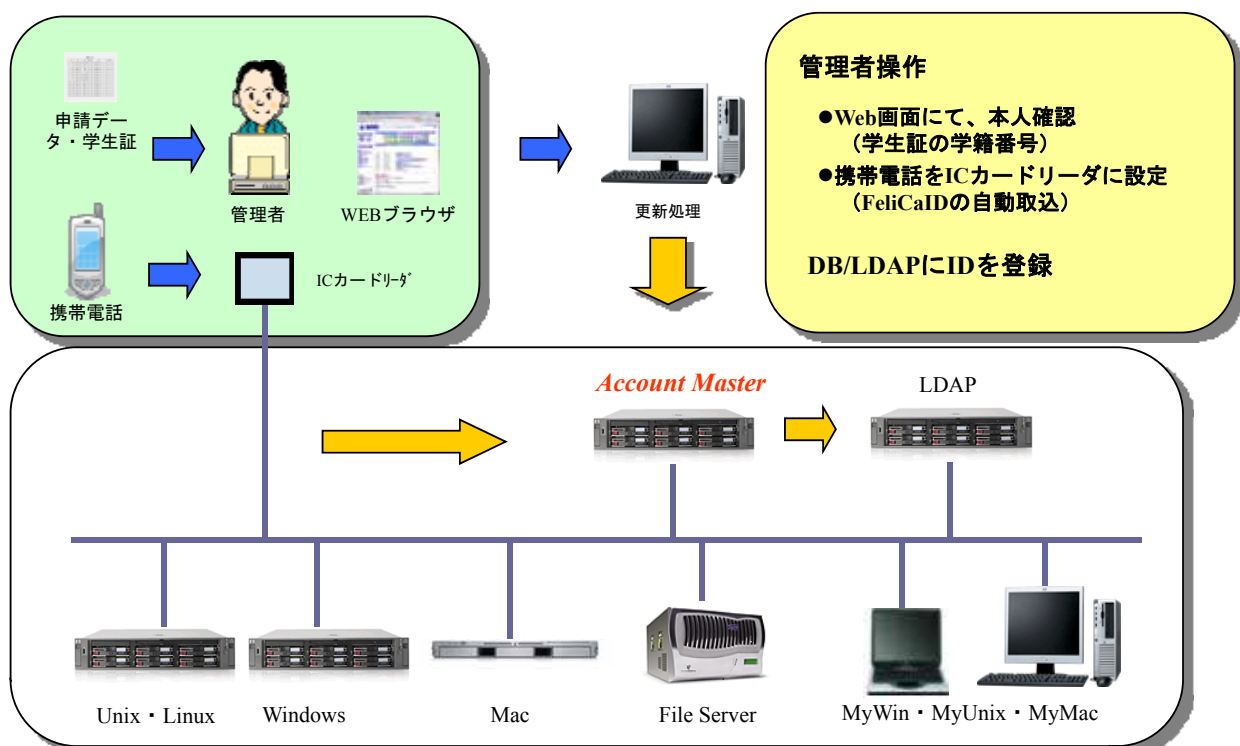 申請デー
タ・学生証
管理者
WEBブラウザ
携帯電話
ICカードリーダ
更新処理
管理者操作
●Web画面にて、本人確認
（学生証の学籍番号）
●携帯電話をICカードリーダに設定
（FeliCaIDの自動取込）
DB/LDAPにIDを登録
Account Master
LDAP
Unix・Linux
Windows
Mac
File Server
MyWin・MyUnix・MyMac